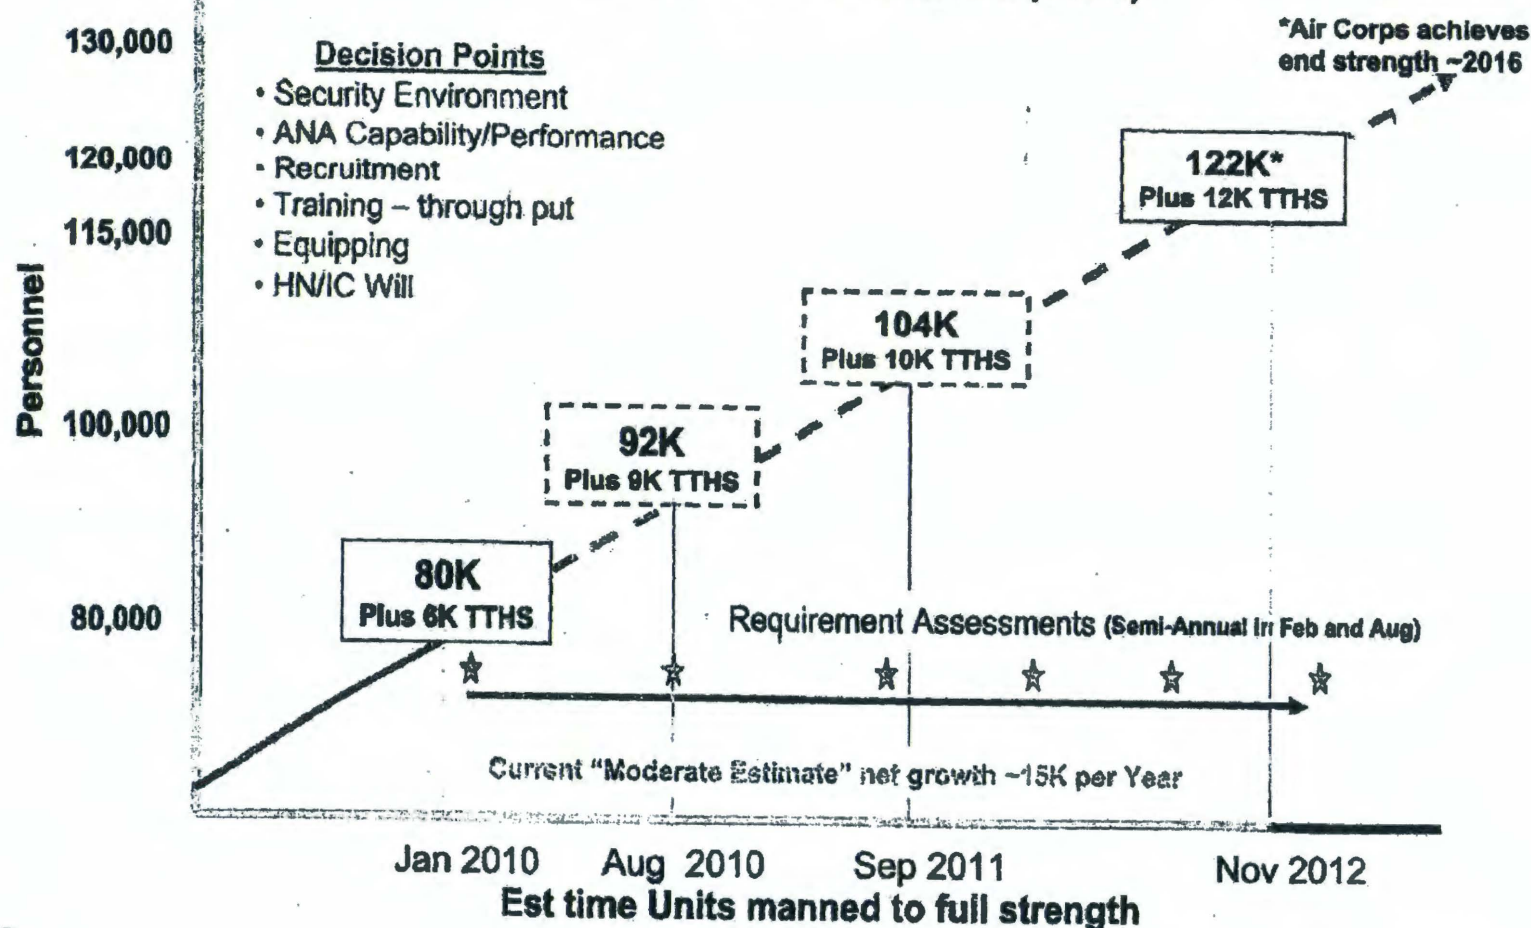 *Air Corps achieves
end strength ~2016
130,000
120,000
115,000
100,000
80,000
Personnel
Decision Points
• Security Environment
• ANA Capability/Performance
• Recruitment
• Training – through put
• Equipping
• HN/IC Will
122K*
Plus 12K TTHS
104K
Plus 10K TTHS
92K
Plus 9K TTHS
80K
Plus 6K TTHS
Requirement Assessments (Semi-Annual in Feb and Aug)
Current "Moderate Estimate" net growth ~15K per Year
Jan 2010 Aug 2010 Sep 2011 Nov 2012
Est time Units manned to full strength